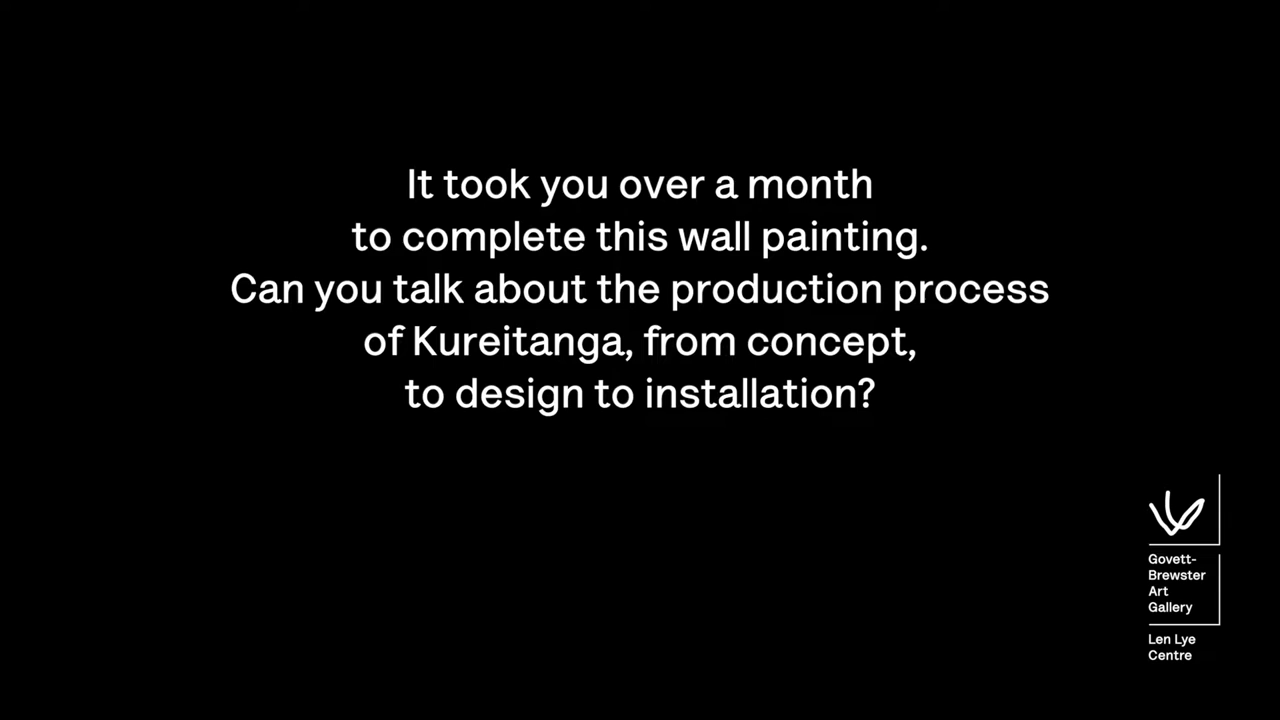 It took you over a month
to complete this wall painting.
Can you talk about the production process
of Kureitanga, from concept,
to design to installation?
Govett-
Brewster
Art
Gallery
Len Lye
Centre